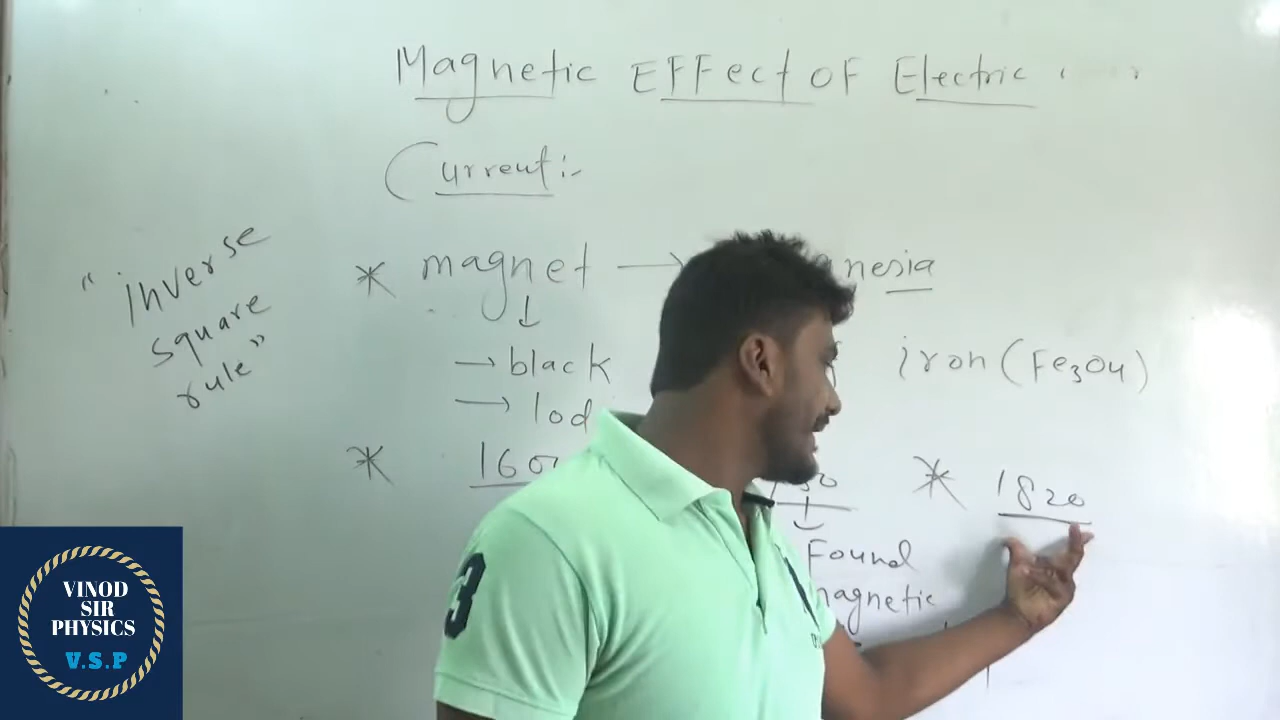 Magnetic EFFect OF Electric
Current:-
"inverse
square
rule"
* magnet → nesia
→ black
iron (Fe3O4)
→ lod
* 160
* 1820
Found
magnetic
3
VINOD
SIR
PHYSICS
V.S.P